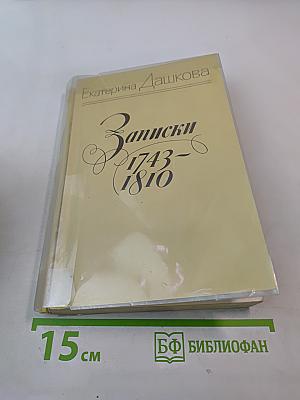 Екатерина Дашкова
Записки
1743–
1810
15 см
БФ БИБЛИОФАН